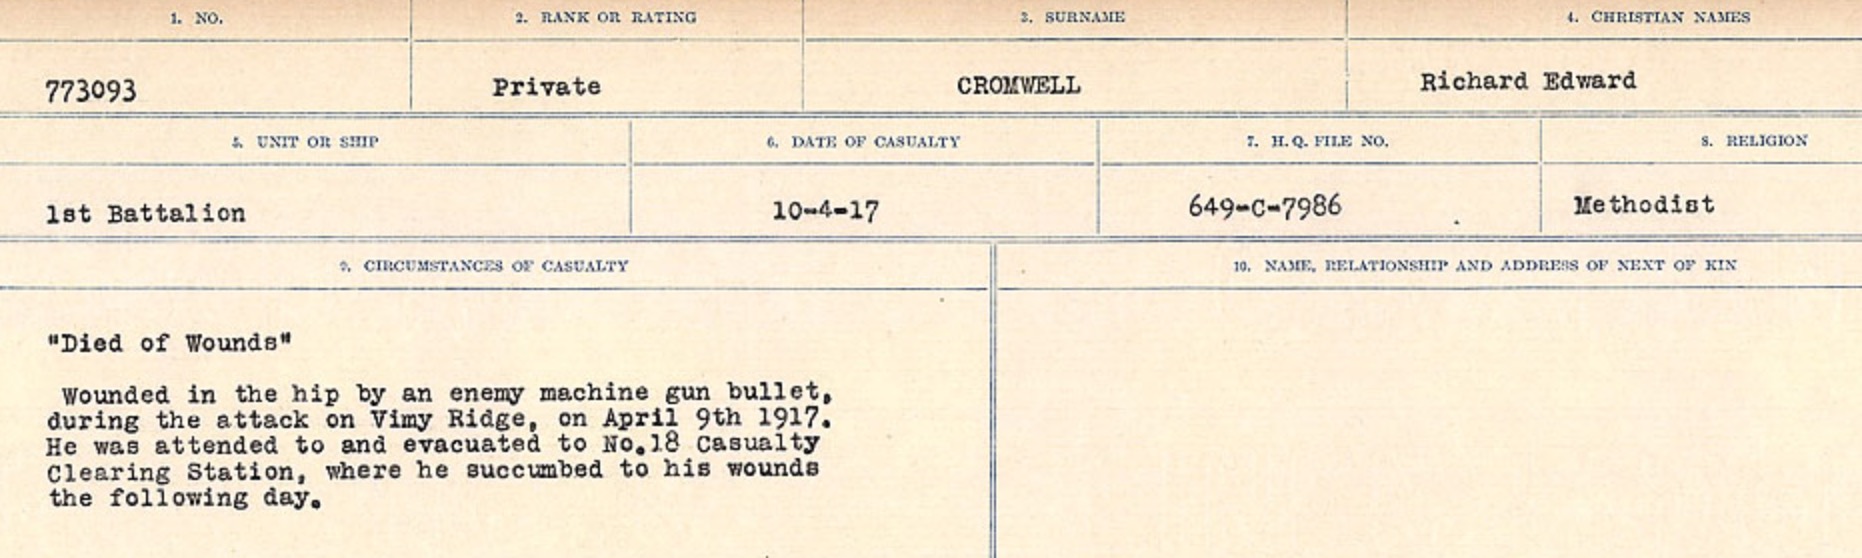 1. NO. 2. RANK OR RATING 3. SURNAME 4. CHRISTIAN NAMES
773093 Private CROMWELL Richard Edward
5. UNIT OR SHIP 6. DATE OF CASUALTY 7. H. Q. FILE NO. 8. RELIGION
1st Battalion 10-4-17 649-C-7986 Methodist
9. CIRCUMSTANCES OF CASUALTY 10. NAME, RELATIONSHIP AND ADDRESS OF NEXT OF KIN
"Died of Wounds"
Wounded in the hip by an enemy machine gun bullet,
during the attack on Vimy Ridge, on April 9th 1917.
He was attended to and evacuated to No.18 Casualty
Clearing Station, where he succumbed to his wounds
the following day.